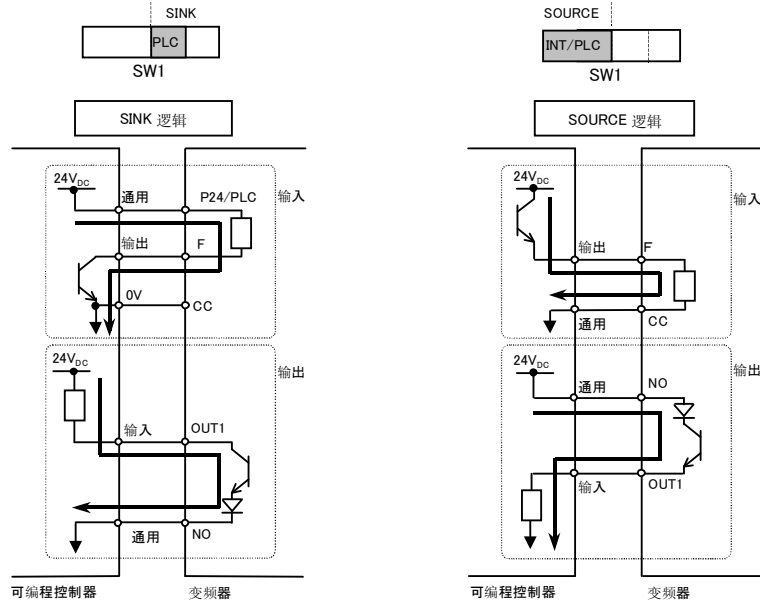 SINK
PLC
SW1
SINK 逻辑
24VDC
通用
P24/PLC
输入
输出
F
0V
CC
24VDC
输出
输入
OUT1
通用
NO
可编程控制器
变频器
SOURCE
INT/PLC
SW1
SOURCE 逻辑
24VDC
输入
输出
F
通用
CC
24VDC
输出
通用
NO
输入
OUT1
可编程控制器
变频器